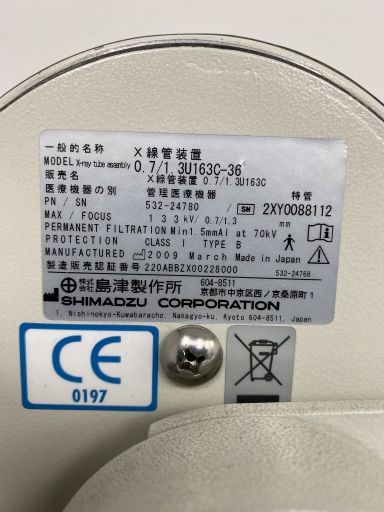 一般的名称 X線管装置
MODEL X-ray tube assembly 0.7/1.3U163C-36
販売名 X線管装置 0.7/1.3U163C
医療機器の別 管理医療機器 特管
PN / SN 532-24780 / SN 2XY0088112
MAX / FOCUS 133kV/ 0.7/1.3 mm
PERMANENT FILTRATION Min1.5mmAl at 70kV
PROTECTION CLASS I TYPE B
MANUFACTURED 2009 March Made in Japan
製造販売認証番号 220ABBZX00228000 532-24768
株式会社 島津製作所 604-8511 京都市中京区西ノ京桑原町1
SHIMADZU CORPORATION
1, Nishinokyo-Kuwabaracho, Nakagyo-ku, Kyoto 604-8511, Japan
CE
0197